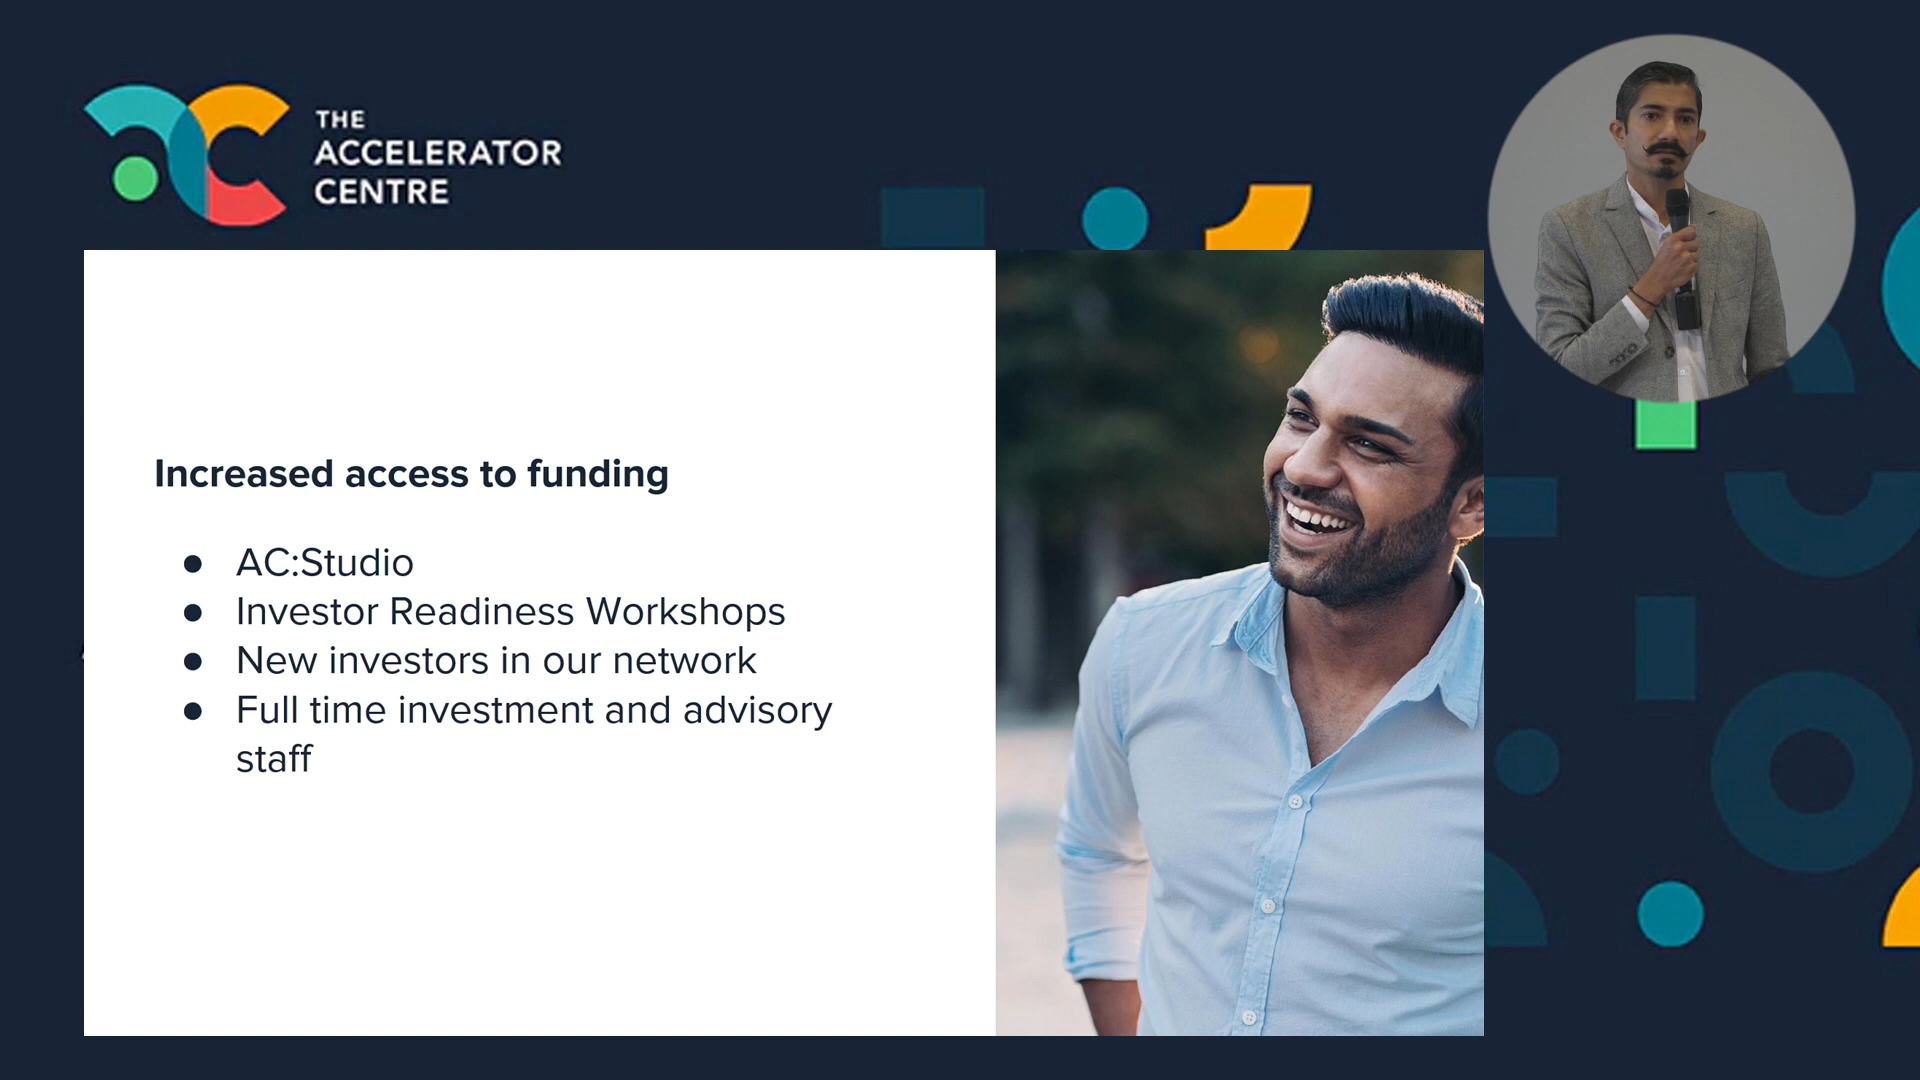 THE
ACCELERATOR
CENTRE
Increased access to funding
● AC:Studio
● Investor Readiness Workshops
● New investors in our network
● Full time investment and advisory
staff